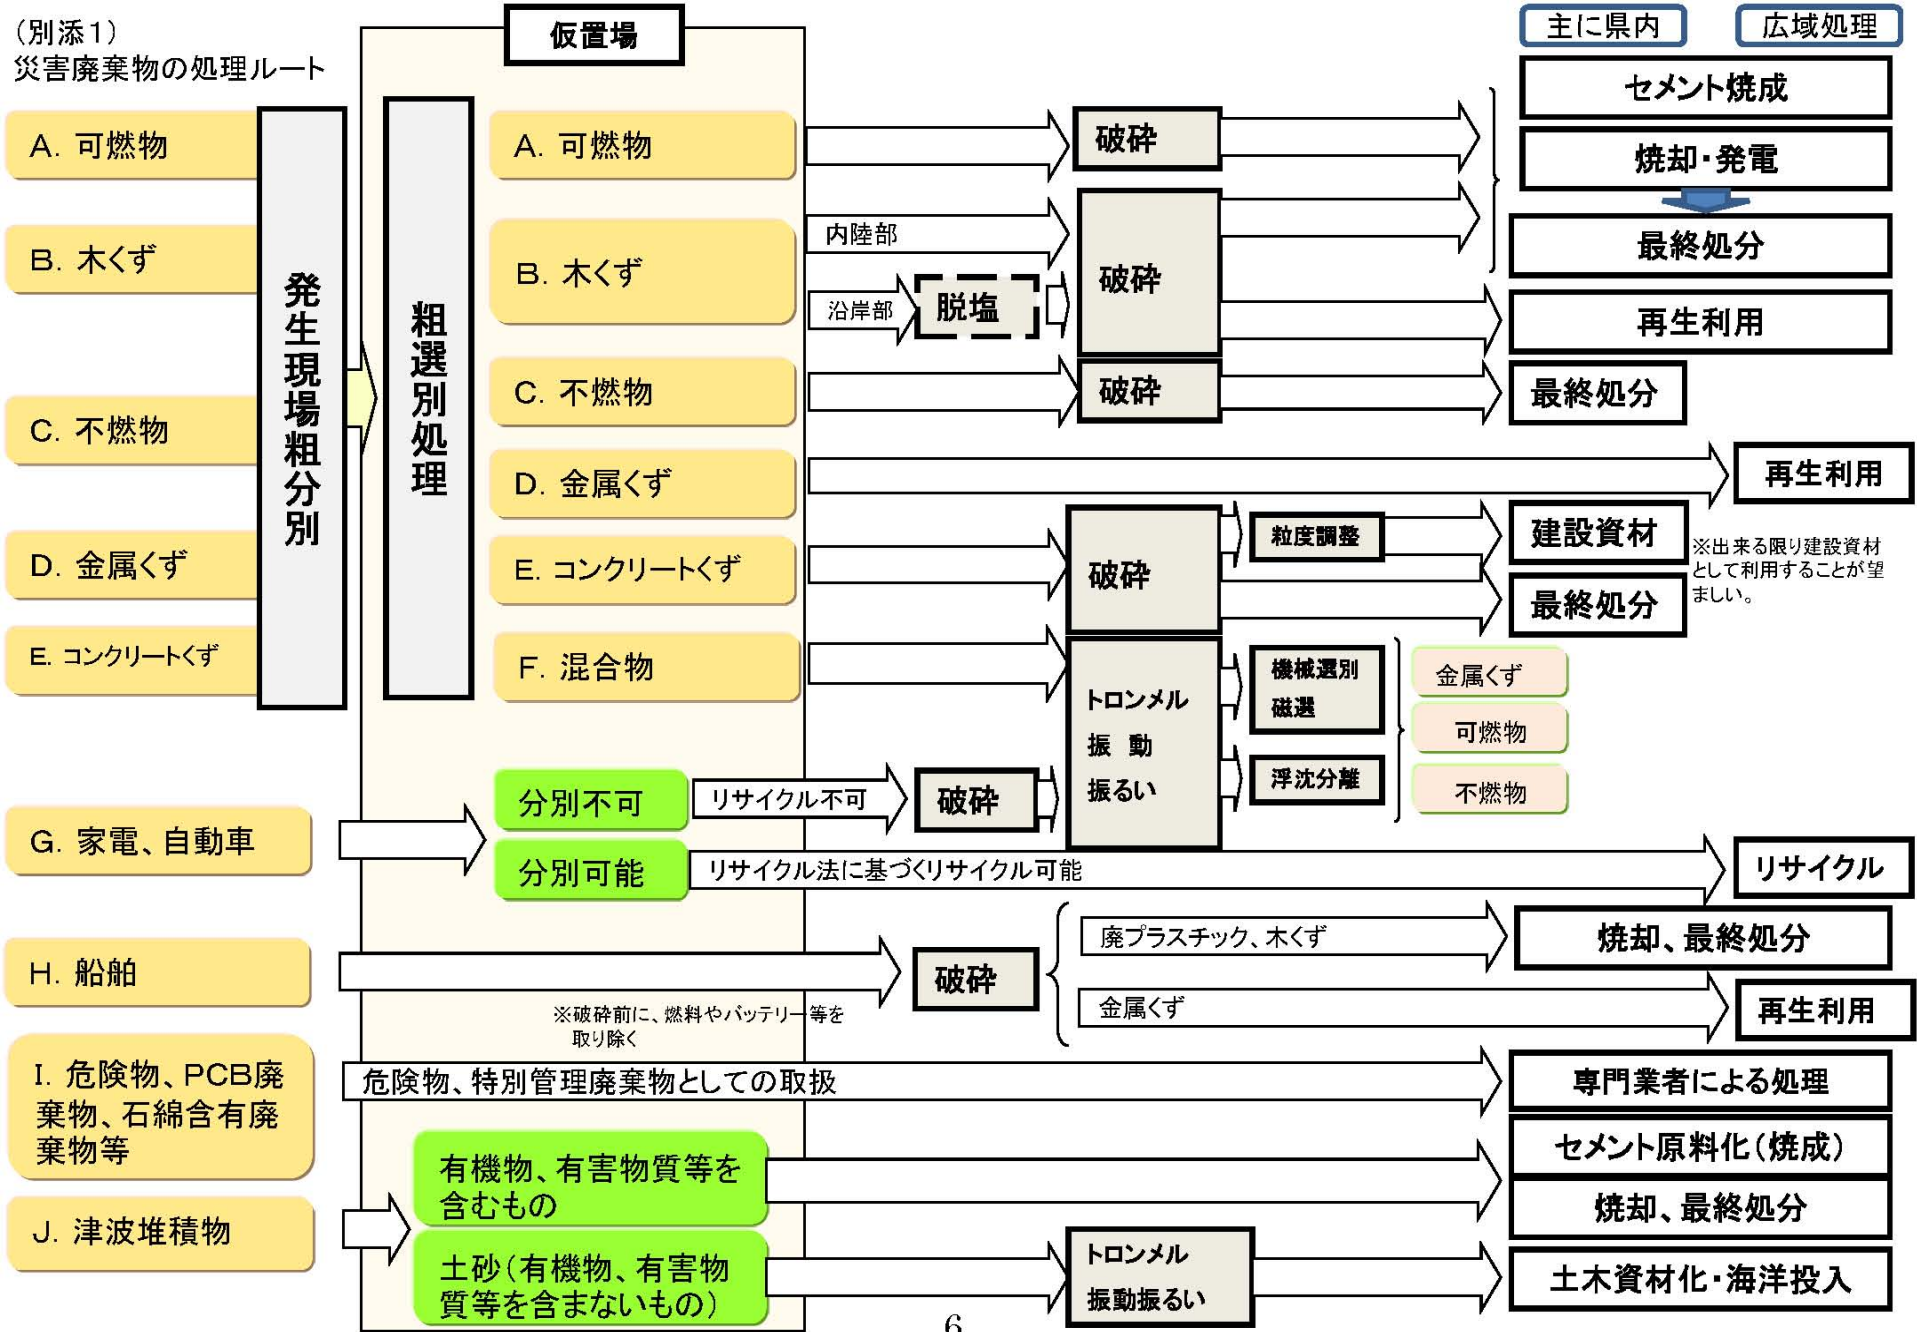 (別添１)
災害廃棄物の処理ルート
仮置場
主に県内
広域処理
A. 可燃物
B. 木くず
C. 不燃物
D. 金属くず
E. コンクリートくず
発生現場粗分別
粗選別処理
A. 可燃物
破砕
セメント焼成
焼却・発電
最終処分
B. 木くず
内陸部
沿岸部
脱塩
破砕
再生利用
C. 不燃物
破砕
最終処分
D. 金属くず
再生利用
E. コンクリートくず
破砕
粒度調整
建設資材
最終処分
※出来る限り建設資材
として利用することが望
ましい。
F. 混合物
トロンメル
振　動
振るい
機械選別
磁選
浮沈分離
金属くず
可燃物
不燃物
G. 家電、自動車
分別不可
リサイクル不可
破砕
分別可能
リサイクル法に基づくリサイクル可能
リサイクル
H. 船舶
※破砕前に、燃料やバッテリー等を
取り除く
破砕
廃プラスチック、木くず
焼却、最終処分
金属くず
再生利用
I. 危険物、PCB廃
棄物、石綿含有廃
棄物等
危険物、特別管理廃棄物としての取扱
専門業者による処理
J. 津波堆積物
有機物、有害物質等を
含むもの
セメント原料化(焼成)
焼却、最終処分
土砂(有機物、有害物
質等を含まないもの)
トロンメル
振動振るい
土木資材化・海洋投入
6